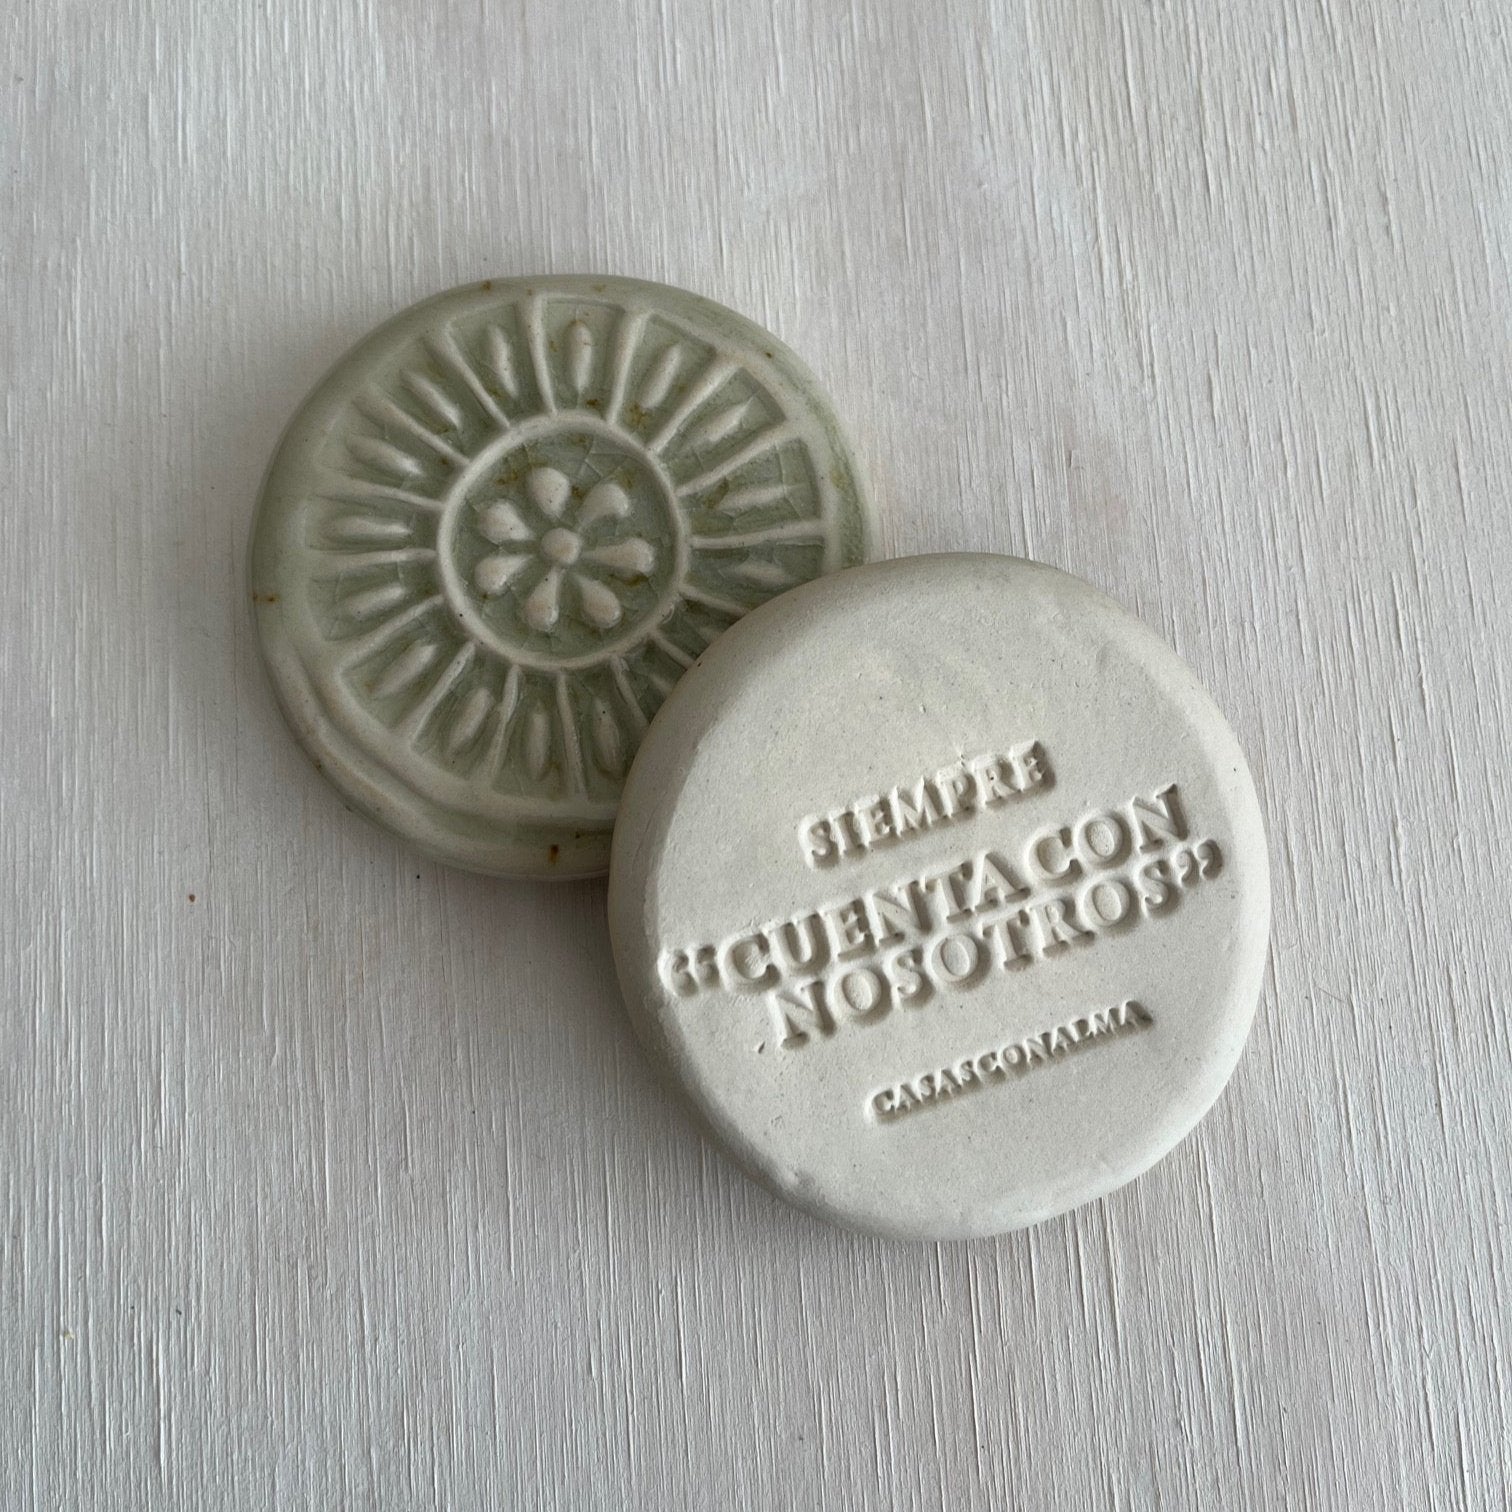 SIEMPRE
“CUENTA CON
NOSOTROS”
CASASCONALMA